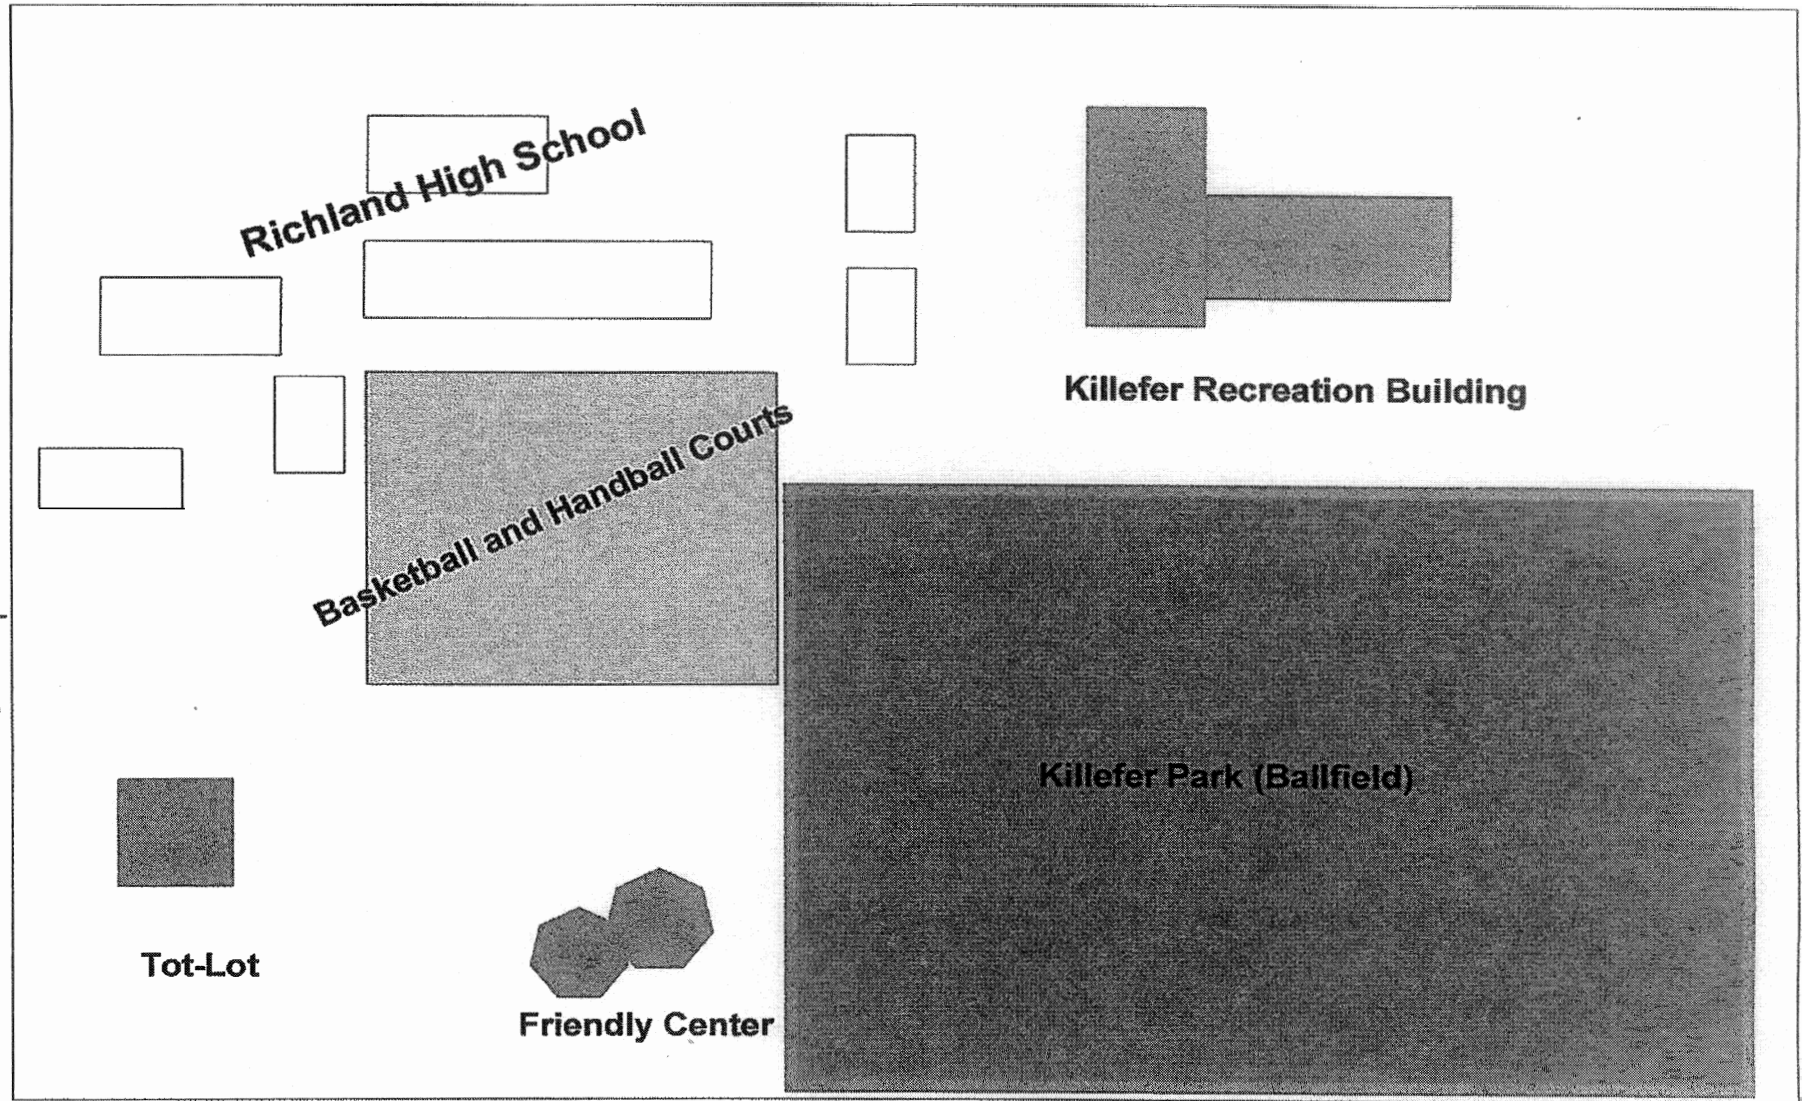 Richland High School
Killefer Recreation Building
Basketball and Handball Courts
Killefer Park (Ballfield)
Tot-Lot
Friendly Center